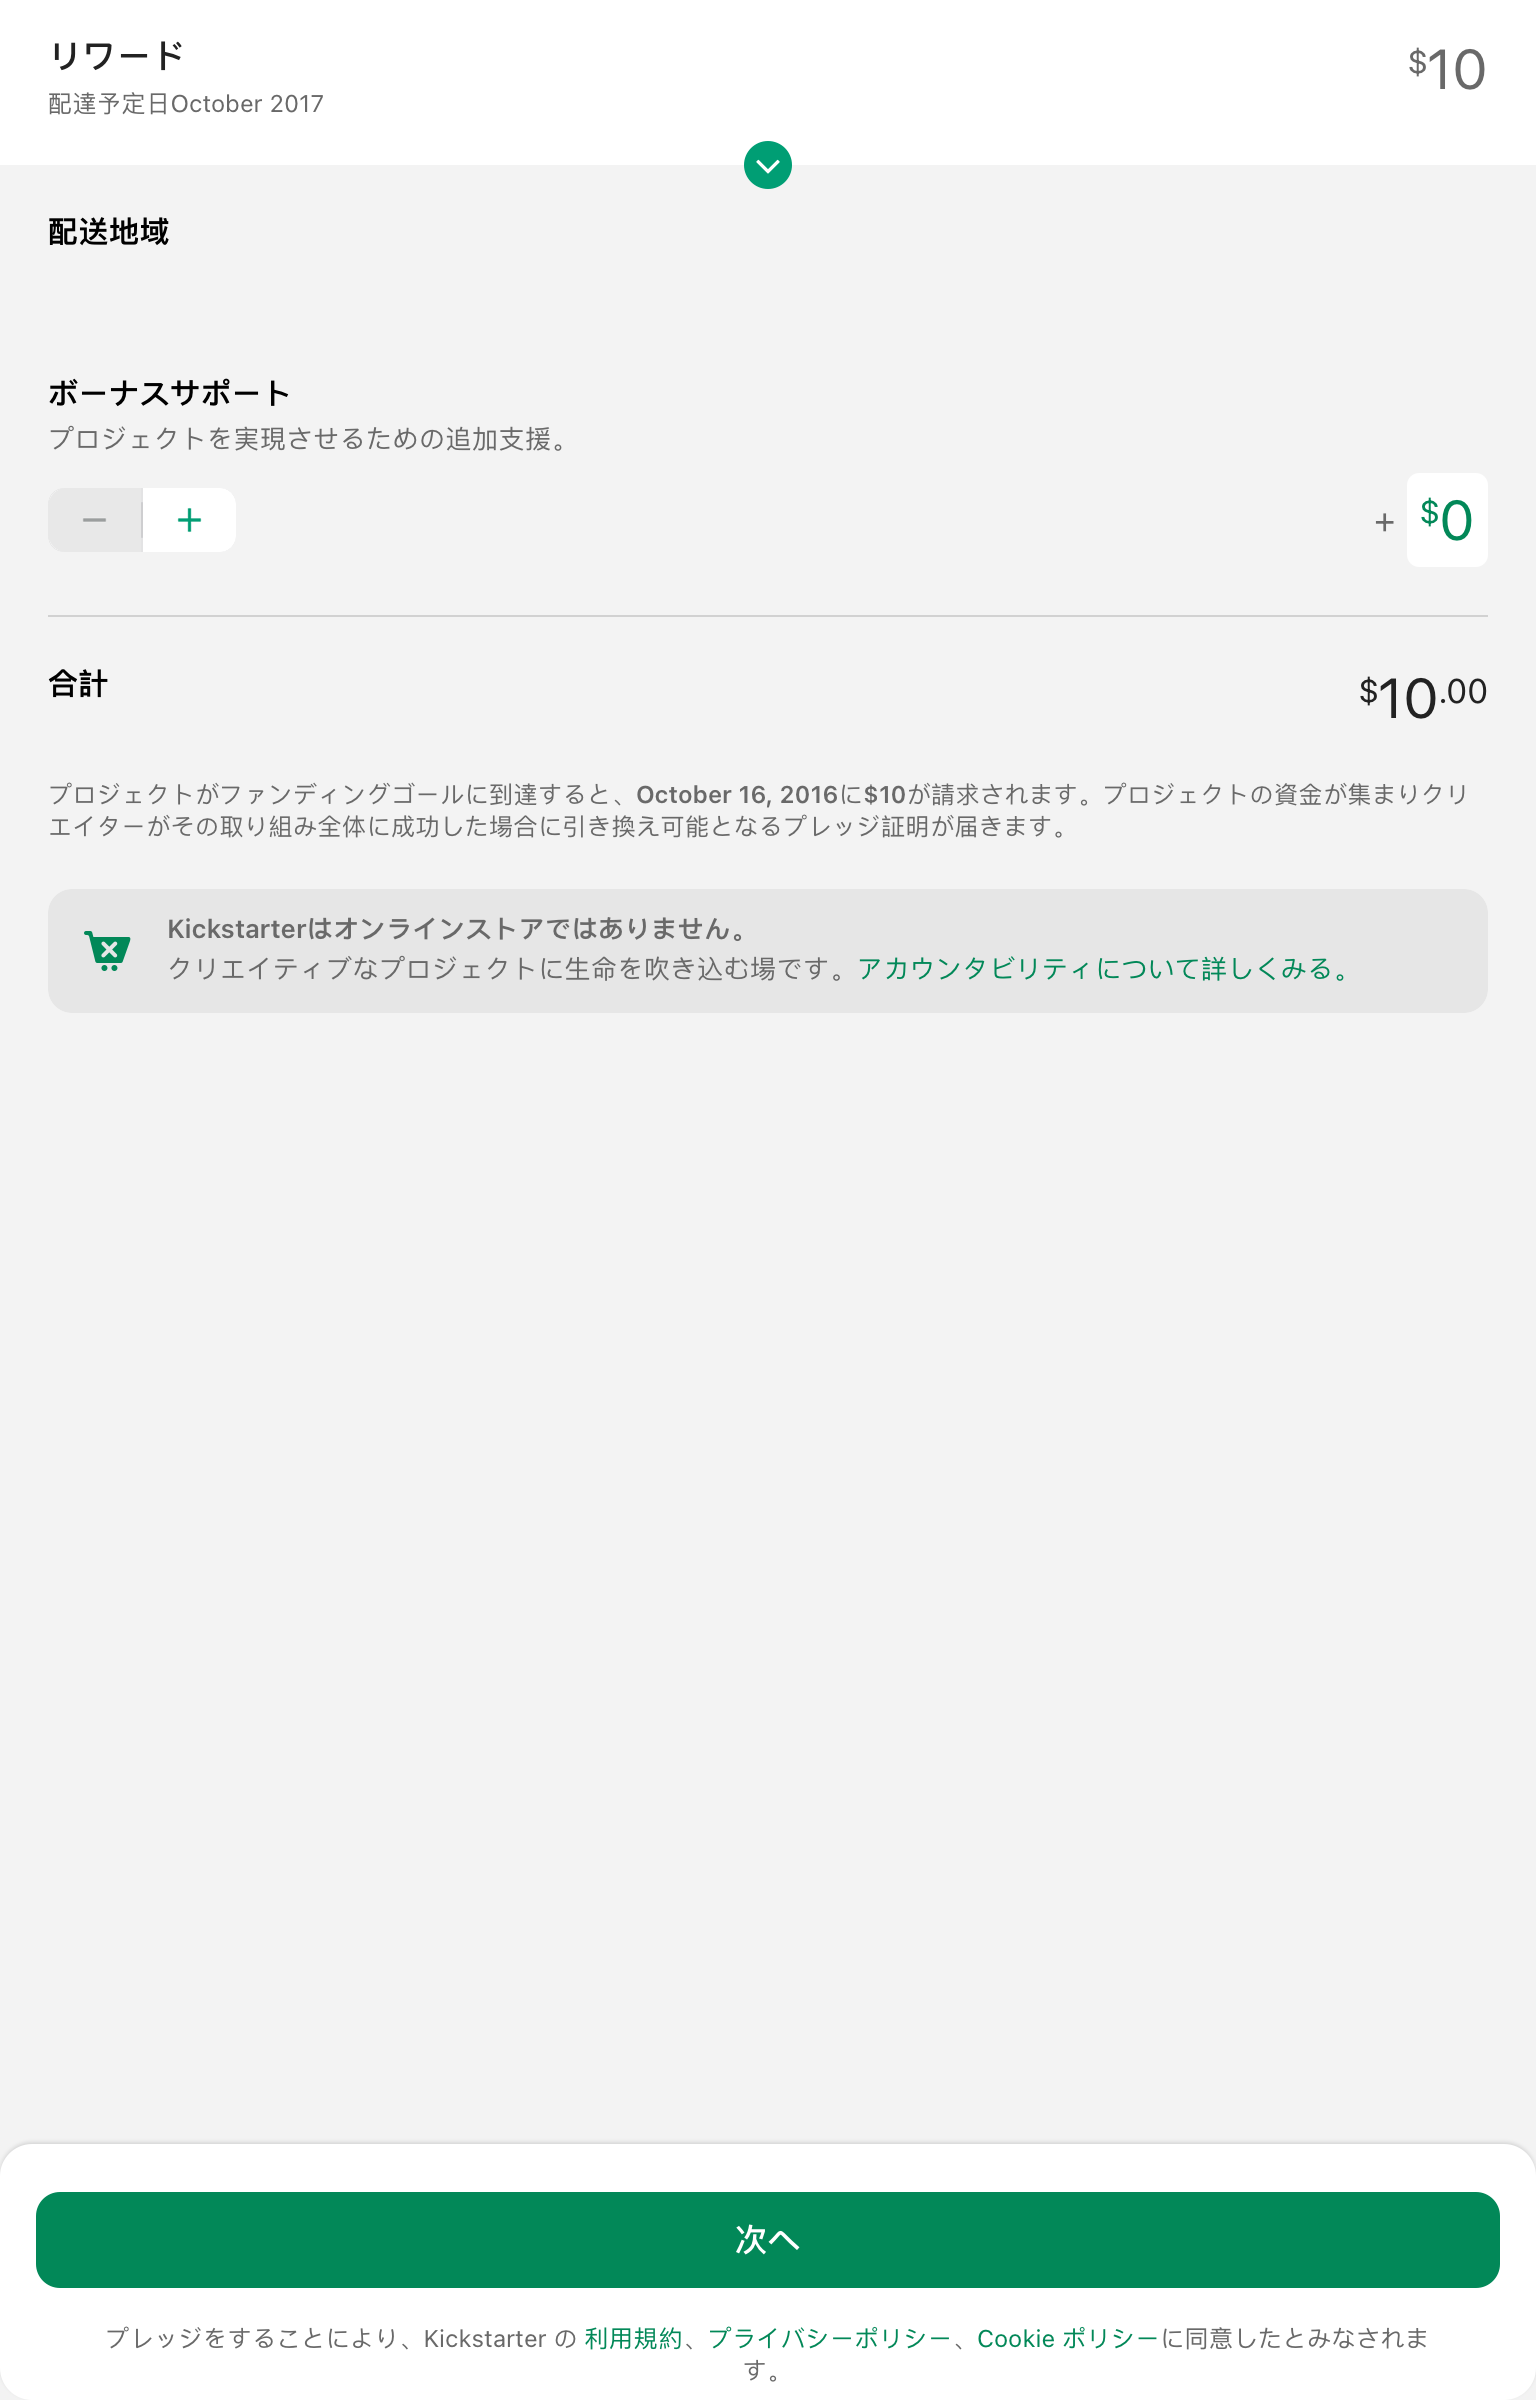 リワード
$10
配達予定日October 2017
配送地域
ボーナスサポート
プロジェクトを実現させるための追加支援。
− + + $0
合計
$10.00
プロジェクトがファンディングゴールに到達すると、October 16, 2016に$10が請求されます。プロジェクトの資金が集まりクリ
エイターがその取り組み全体に成功した場合に引き換え可能となるプレッジ証明が届きます。
Kickstarterはオンラインストアではありません。
クリエイティブなプロジェクトに生命を吹き込む場です。アカウンタビリティについて詳しくみる。
次へ
プレッジをすることにより、Kickstarter の 利用規約、プライバシーポリシー、Cookie ポリシーに同意したとみなされま
す。